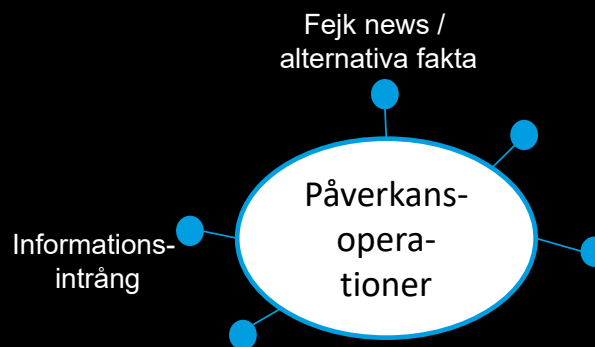 Fejk news /
alternativa fakta
Påverkans-
opera-
tioner
Informations-
intrång